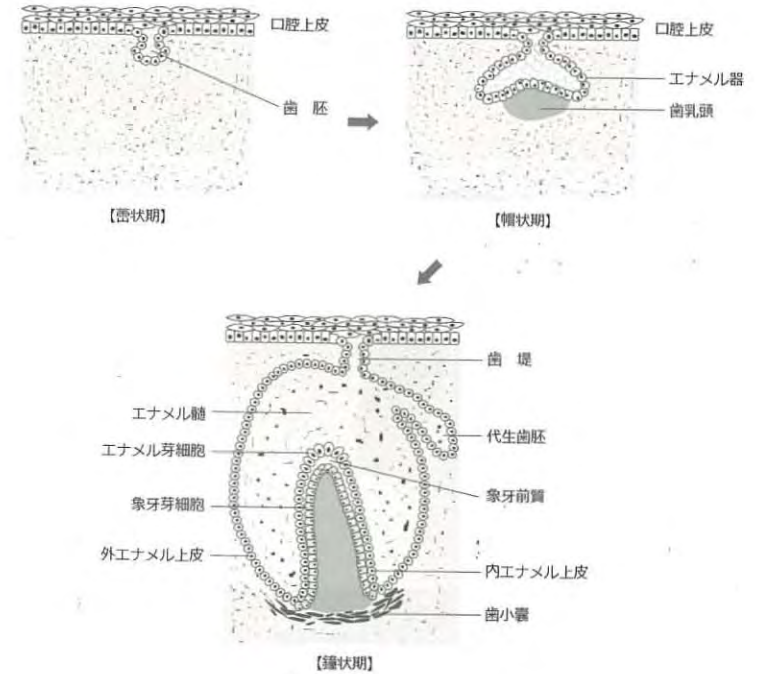 口腔上皮
歯 胚
【蕾状期】
口腔上皮
エナメル器
歯乳頭
【帽状期】
歯 堤
エナメル髄
代生歯胚
エナメル芽細胞
象牙前質
象牙芽細胞
外エナメル上皮
内エナメル上皮
歯小嚢
【鐘状期】